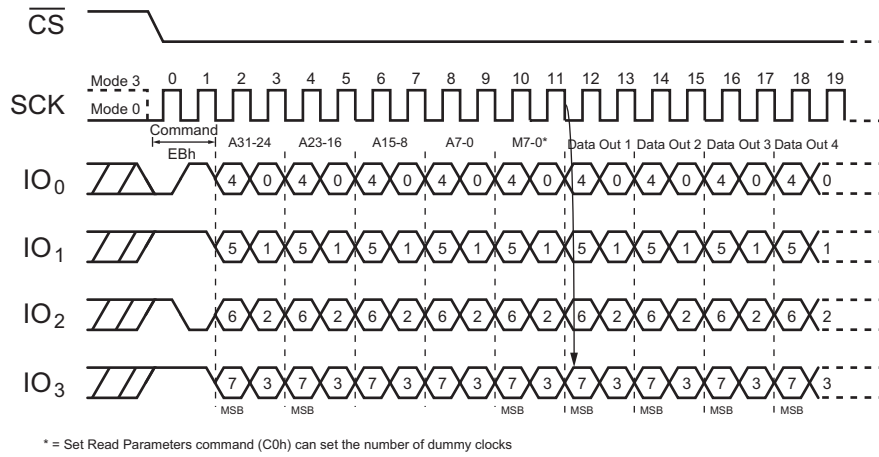 CS
Mode 3 0 1 2 3 4 5 6 7 8 9 10 11 12 13 14 15 16 17 18 19
SCK
Mode 0
Command
EBh
A31-24 A23-16 A15-8 A7-0 M7-0* Data Out 1 Data Out 2 Data Out 3 Data Out 4
IO0 4 0 4 0 4 0 4 0 4 0 4 0 4 0 4 0 4 0
IO1 5 1 5 1 5 1 5 1 5 1 5 1 5 1 5 1 5 1
IO2 6 2 6 2 6 2 6 2 6 2 6 2 6 2 6 2 6 2
IO3 7 3 7 3 7 3 7 3 7 3 7 3 7 3 7 3 7 3
MSB MSB MSB MSB MSB MSB MSB
* = Set Read Parameters command (C0h) can set the number of dummy clocks